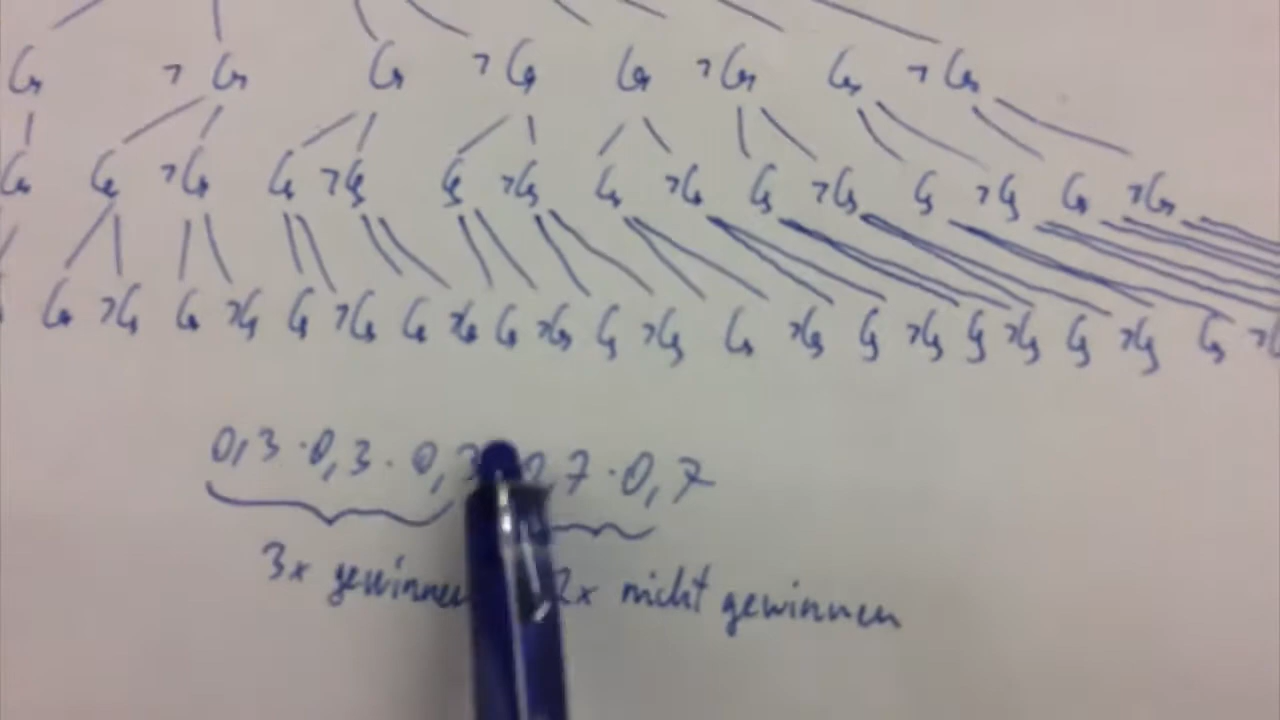 G ¬G G ¬G G ¬G G ¬G
G G ¬G G ¬G G ¬G G ¬G G ¬G G ¬G G ¬G
G ¬G G ¬G G ¬G G ¬G G ¬G G ¬G G ¬G G ¬G G ¬G G ¬G G ¬G
0,3 · 0,3 · 0,3 0,7 · 0,7
3x gewinnen 2x nicht gewinnen